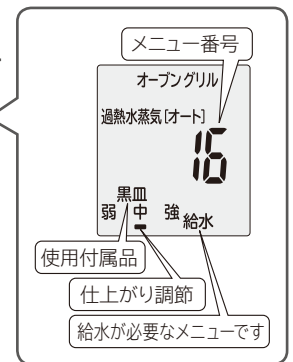 メニュー番号
オーブングリル
過熱水蒸気[オート]
16
黒皿
弱 中 強 給水
使用付属品
仕上がり調節
給水が必要なメニューです